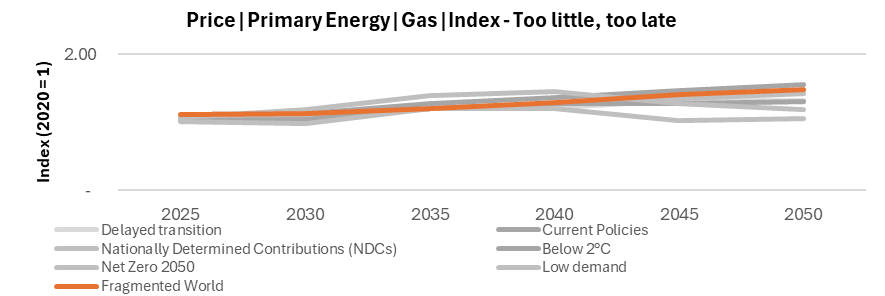 Price | Primary Energy | Gas | Index - Too little, too late
2.00
Index (2020 = 1)
-
2025 2030 2035 2040 2045 2050
Delayed transition Current Policies
Nationally Determined Contributions (NDCs) Below 2°C
Net Zero 2050 Low demand
Fragmented World